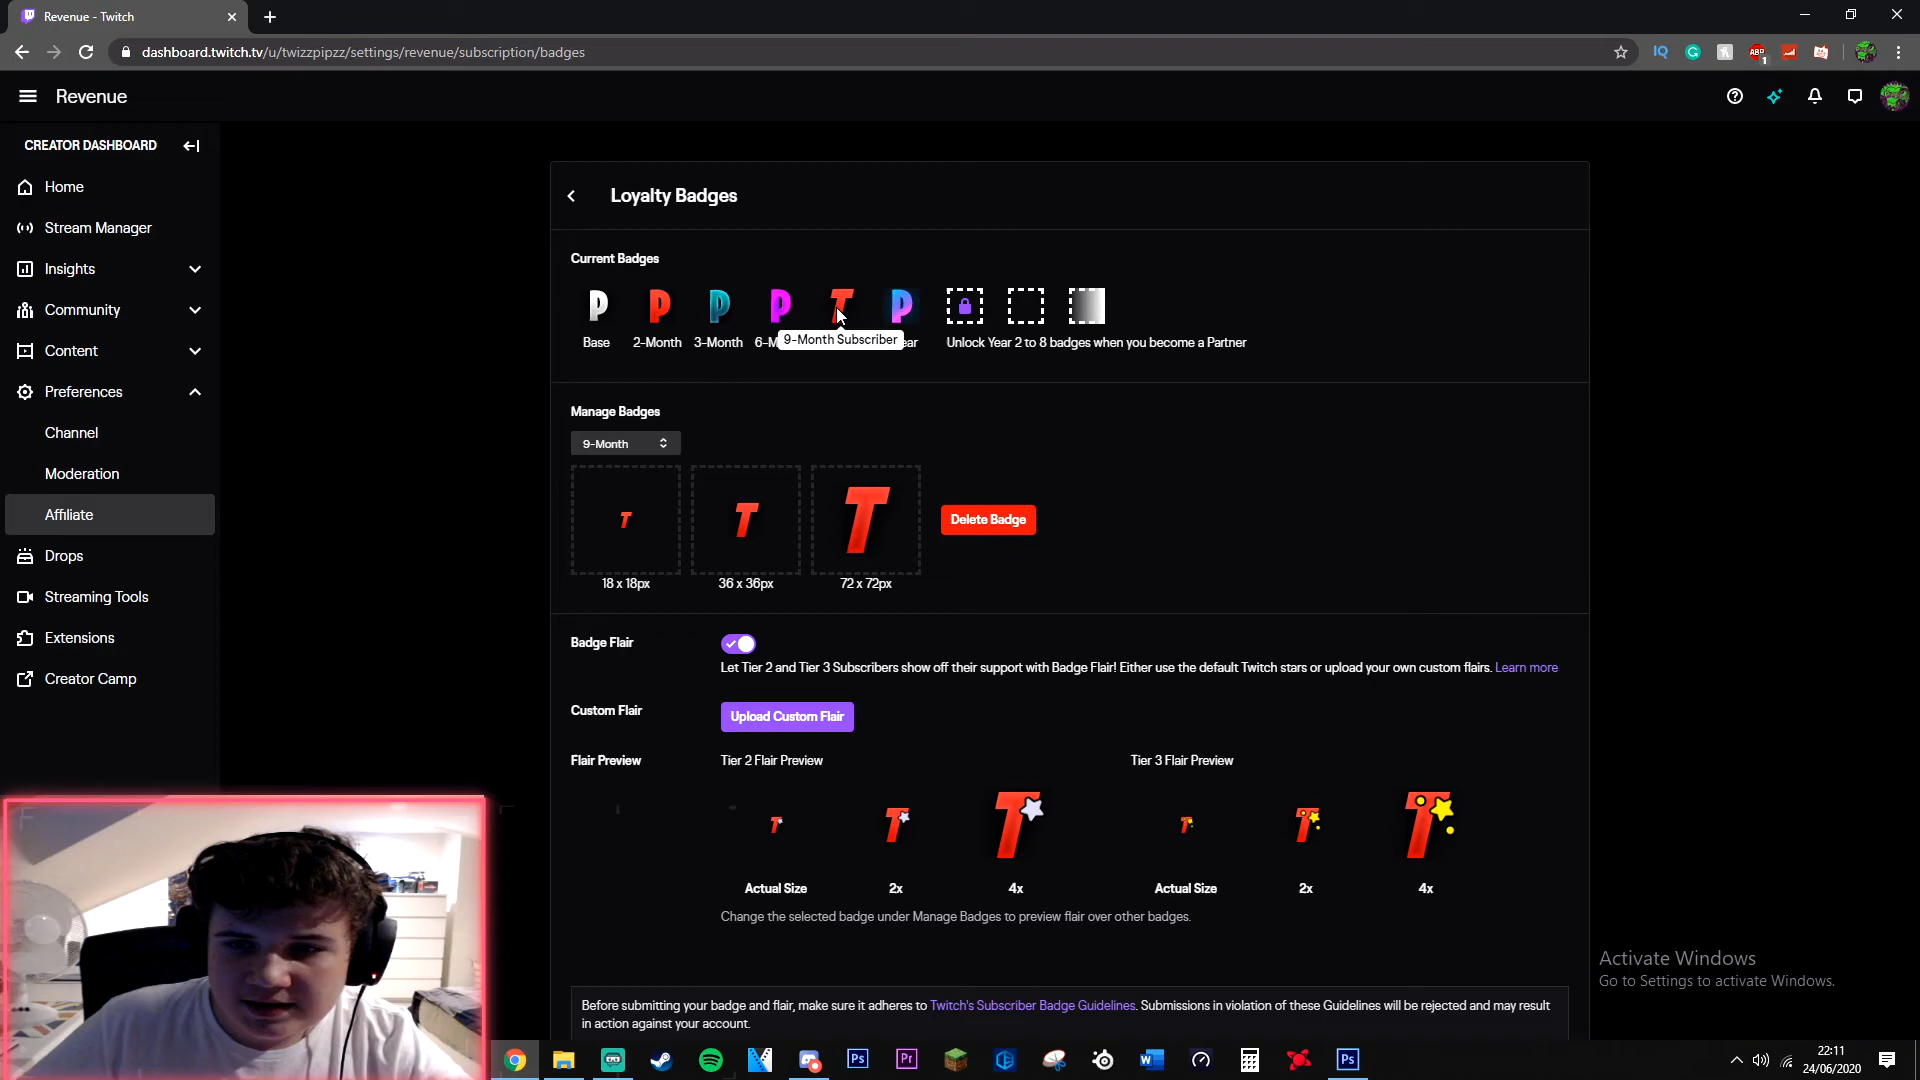 Revenue - Twitch
dashboard.twitch.tv/u/twizzpipzz/settings/revenue/subscription/badges
Revenue
CREATOR DASHBOARD
Home
Stream Manager
Insights
Community
Content
Preferences
Channel
Moderation
Affiliate
Drops
Streaming Tools
Extensions
Creator Camp
Loyalty Badges
Current Badges
P P P P T P
Base 2-Month 3-Month 6-M ear
9-Month Subscriber
Unlock Year 2 to 8 badges when you become a Partner
Manage Badges
9-Month
T T T
Delete Badge
18 x 18px 36 x 36px 72 x 72px
Badge Flair
Let Tier 2 and Tier 3 Subscribers show off their support with Badge Flair! Either use the default Twitch stars or upload your own custom flairs. Learn more
Custom Flair Upload Custom Flair
Flair Preview Tier 2 Flair Preview Tier 3 Flair Preview
T T T T T T
Actual Size 2x 4x Actual Size 2x 4x
Change the selected badge under Manage Badges to preview flair over other badges.
Before submitting your badge and flair, make sure it adheres to Twitch's Subscriber Badge Guidelines. Submissions in violation of these Guidelines will be rejected and may result
in action against your account.
Activate Windows
Go to Settings to activate Windows.
Ps Pr W Ps
22:11
24/06/2020
IQ
ABP
1